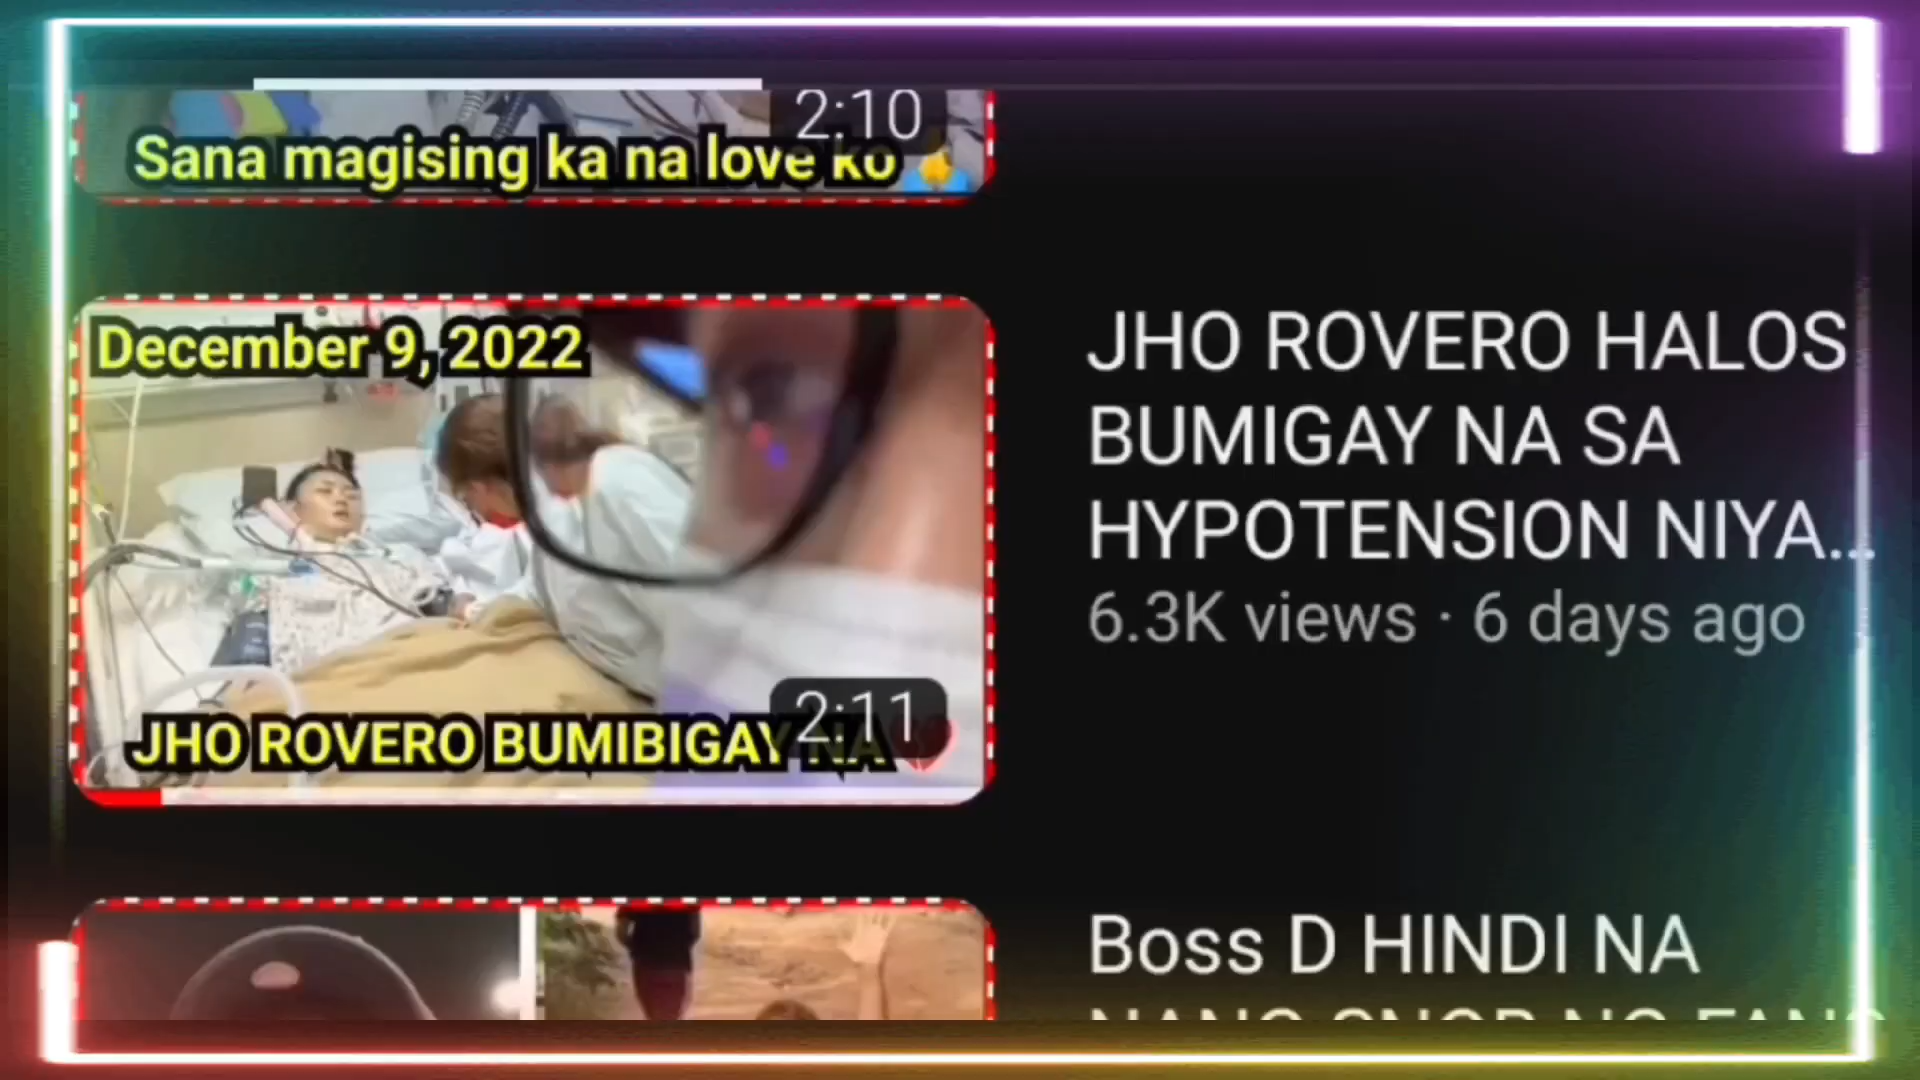 2:10
Sana magising ka na love ko
December 9, 2022
JHO ROVERO BUMIBIGAY NA
2:11
JHO ROVERO HALOS
BUMIGAY NA SA
HYPOTENSION NIYA...
6.3K views · 6 days ago
Boss D HINDI NA